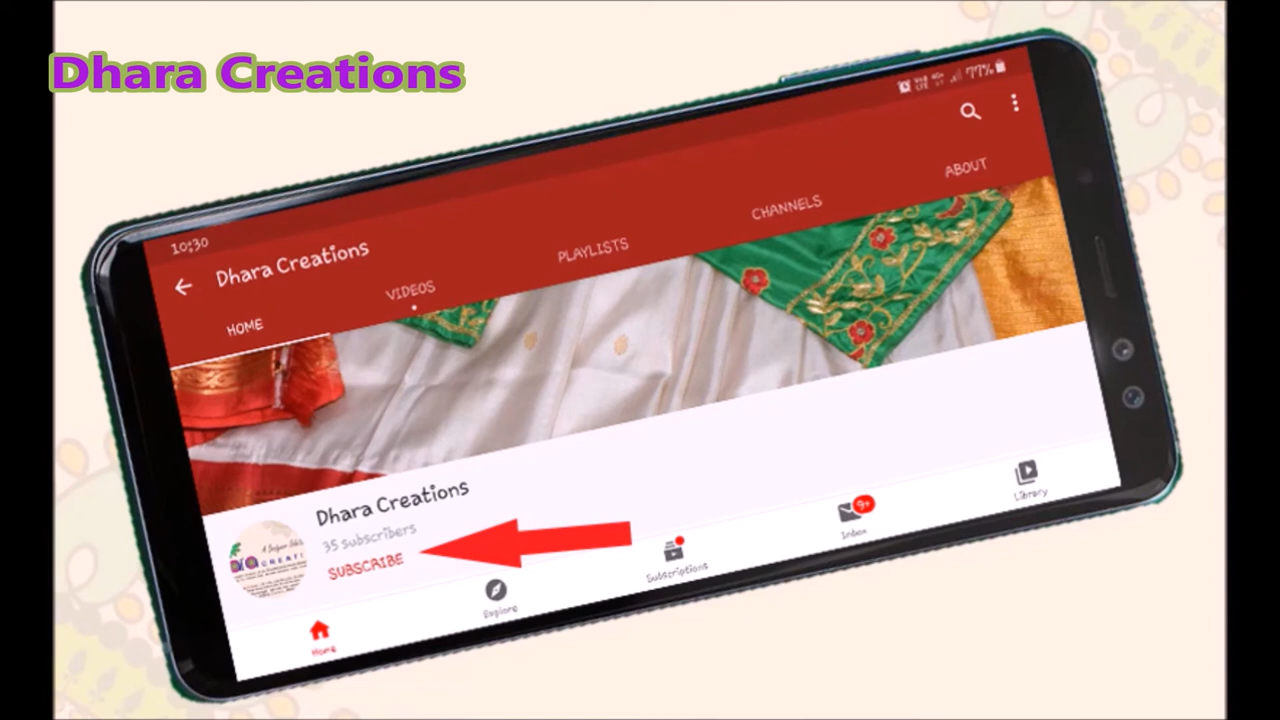 Dhara Creations
77%
10:30
Dhara Creations
HOME
VIDEOS
PLAYLISTS
CHANNELS
ABOUT
Dhara Creations
35 subscribers
SUBSCRIBE
Home
Explore
Subscriptions
9+
Inbox
Library